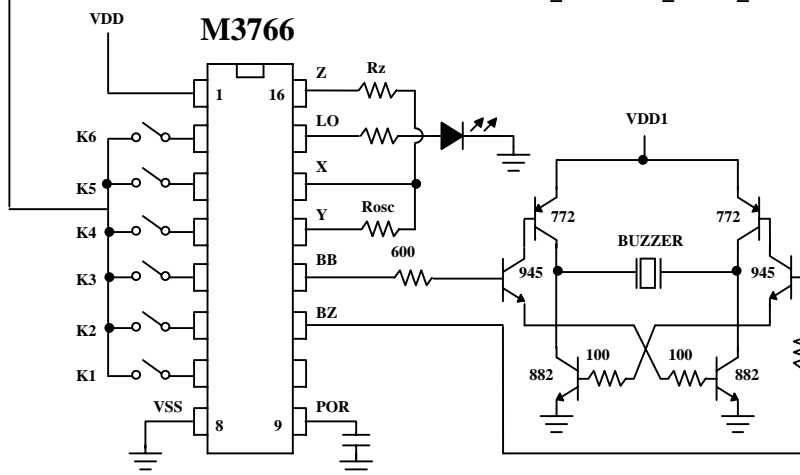 VDD
M3766
Z
Rz
1
16
LO
VDD1
K6
K5
X
K4
Y
Rosc
772
772
600
BUZZER
K3
BB
945
945
K2
BZ
K1
100
100
882
882
VSS
POR
8
9